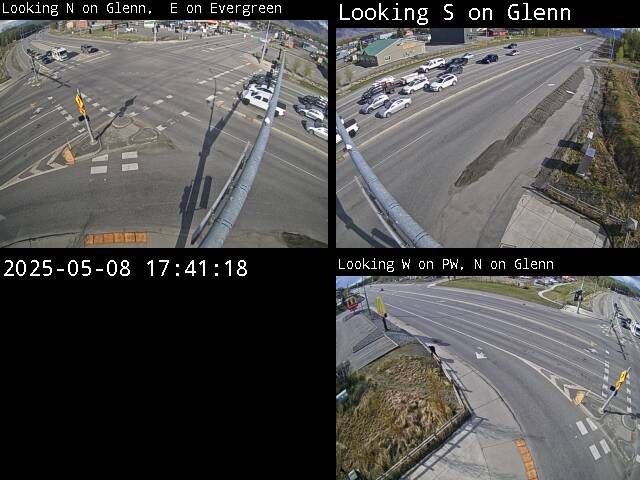 Looking N on Glenn,  E on Evergreen
Looking S on Glenn
2025-05-08 17:41:18
Looking W on PW, N on Glenn